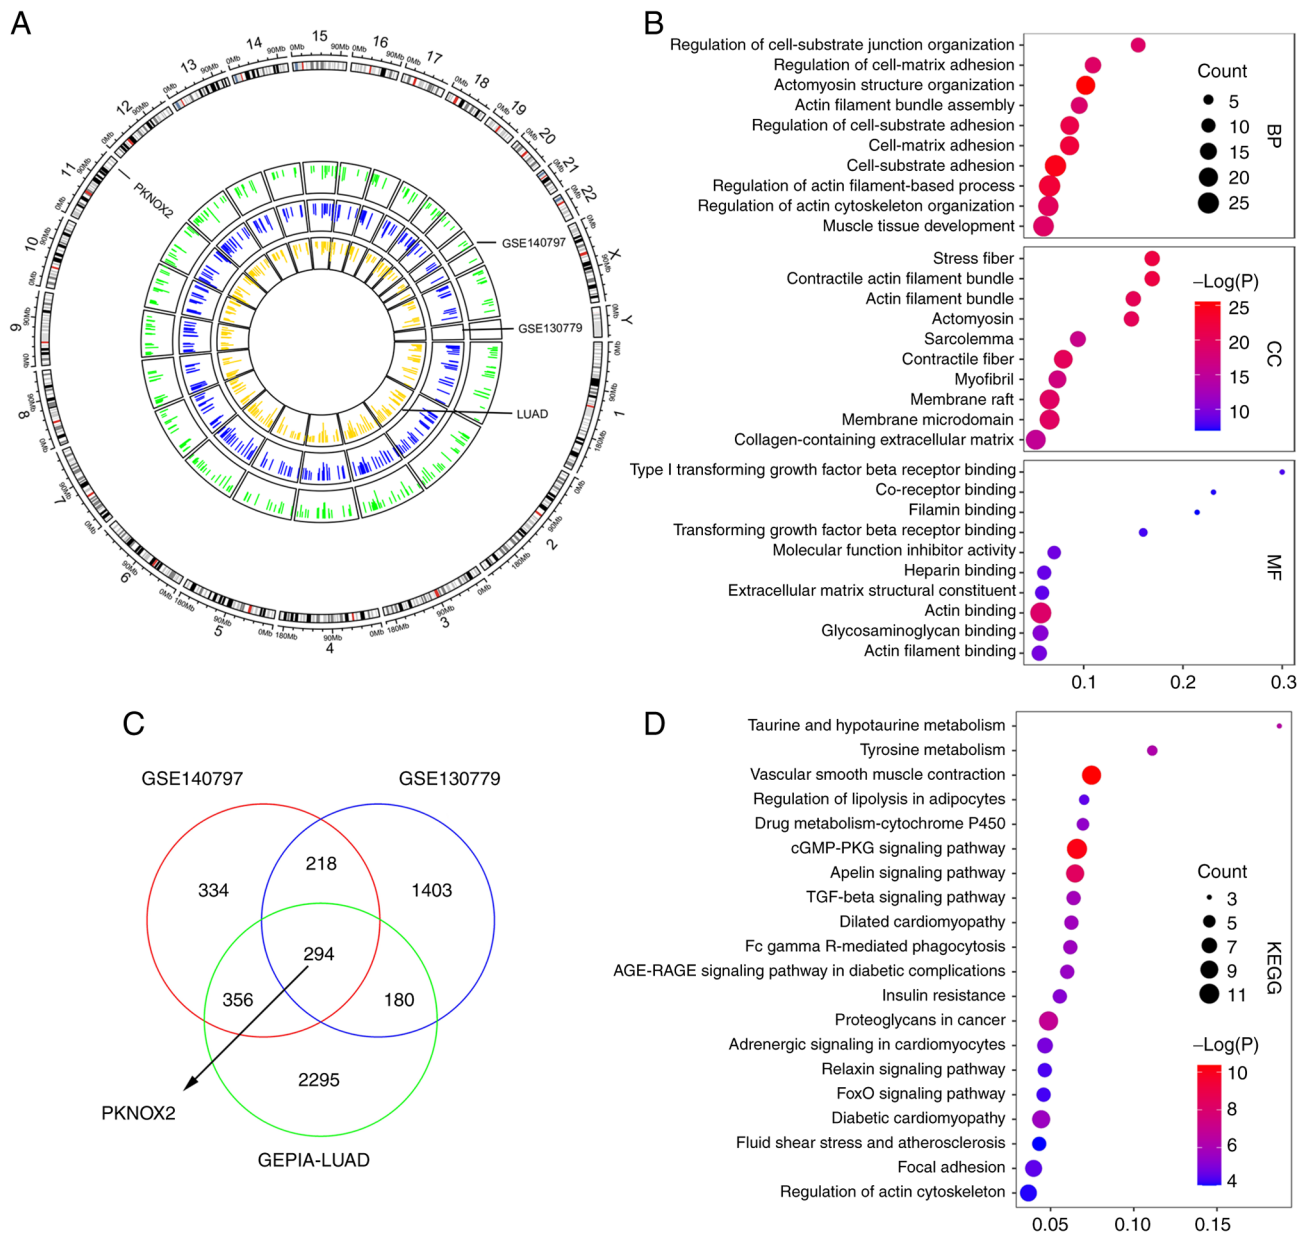 A
15
16
17
18
19
20
21
22
X
Y
1
2
3
4
5
6
7
8
9
10
11
12
13
14
0Mb
90Mb
180Mb
PKNOX2
GSE140797
GSE130779
LUAD
B
Regulation of cell-substrate junction organization
Regulation of cell-matrix adhesion
Actomyosin structure organization
Actin filament bundle assembly
Regulation of cell-substrate adhesion
Cell-matrix adhesion
Cell-substrate adhesion
Regulation of actin filament-based process
Regulation of actin cytoskeleton organization
Muscle tissue development
BP
Stress fiber
Contractile actin filament bundle
Actin filament bundle
Actomyosin
Sarcolemma
Contractile fiber
Myofibril
Membrane raft
Membrane microdomain
Collagen-containing extracellular matrix
CC
Type I transforming growth factor beta receptor binding
Co-receptor binding
Filamin binding
Transforming growth factor beta receptor binding
Molecular function inhibitor activity
Heparin binding
Extracellular matrix structural constituent
Actin binding
Glycosaminoglycan binding
Actin filament binding
MF
0.1 0.2 0.3
Count
5
10
15
20
25
−Log(P)
25
20
15
10
C
GSE140797 GSE130779
218
334 1403
294
356 180
2295
PKNOX2
GEPIA-LUAD
D
Taurine and hypotaurine metabolism
Tyrosine metabolism
Vascular smooth muscle contraction
Regulation of lipolysis in adipocytes
Drug metabolism-cytochrome P450
cGMP-PKG signaling pathway
Apelin signaling pathway
TGF-beta signaling pathway
Dilated cardiomyopathy
Fc gamma R-mediated phagocytosis
AGE-RAGE signaling pathway in diabetic complications
Insulin resistance
Proteoglycans in cancer
Adrenergic signaling in cardiomyocytes
Relaxin signaling pathway
FoxO signaling pathway
Diabetic cardiomyopathy
Fluid shear stress and atherosclerosis
Focal adhesion
Regulation of actin cytoskeleton
KEGG
0.05 0.10 0.15
Count
3
5
7
9
11
−Log(P)
10
8
6
4